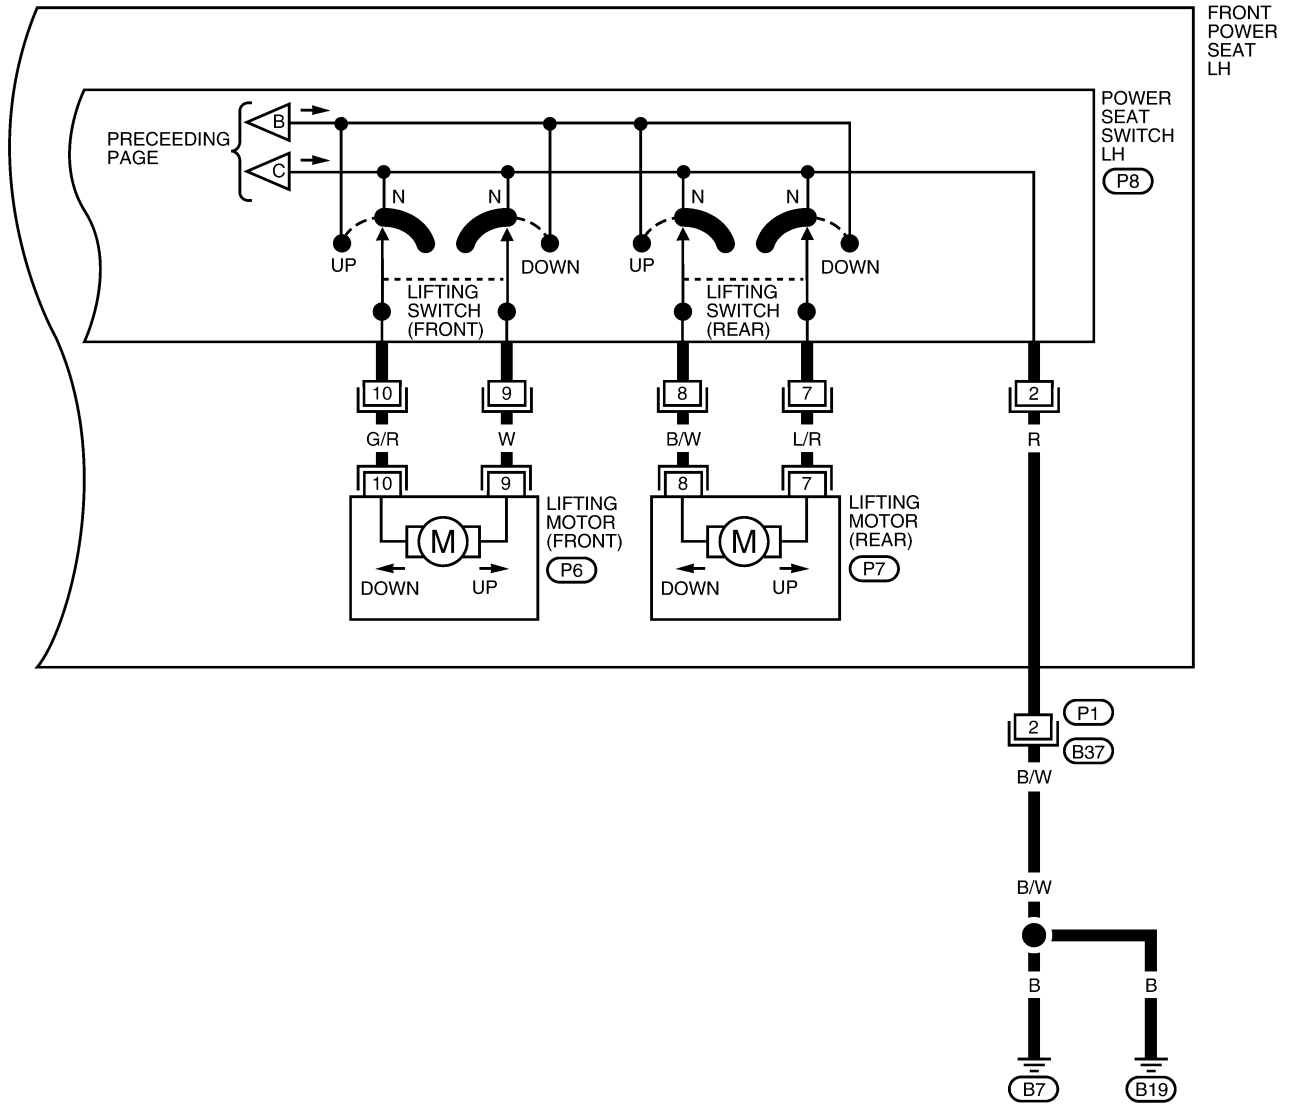 FRONT
POWER
SEAT
LH
POWER
SEAT
SWITCH
LH
P8
PRECEEDING
PAGE
B
C
N
N
N
N
UP
DOWN
UP
DOWN
LIFTING
SWITCH
(FRONT)
LIFTING
SWITCH
(REAR)
10
9
8
7
2
G/R
W
B/W
L/R
R
10
9
8
7
LIFTING
MOTOR
(FRONT)
P6
LIFTING
MOTOR
(REAR)
P7
M
M
DOWN
UP
DOWN
UP
2
P1
B37
B/W
B/W
B
B
B7
B19